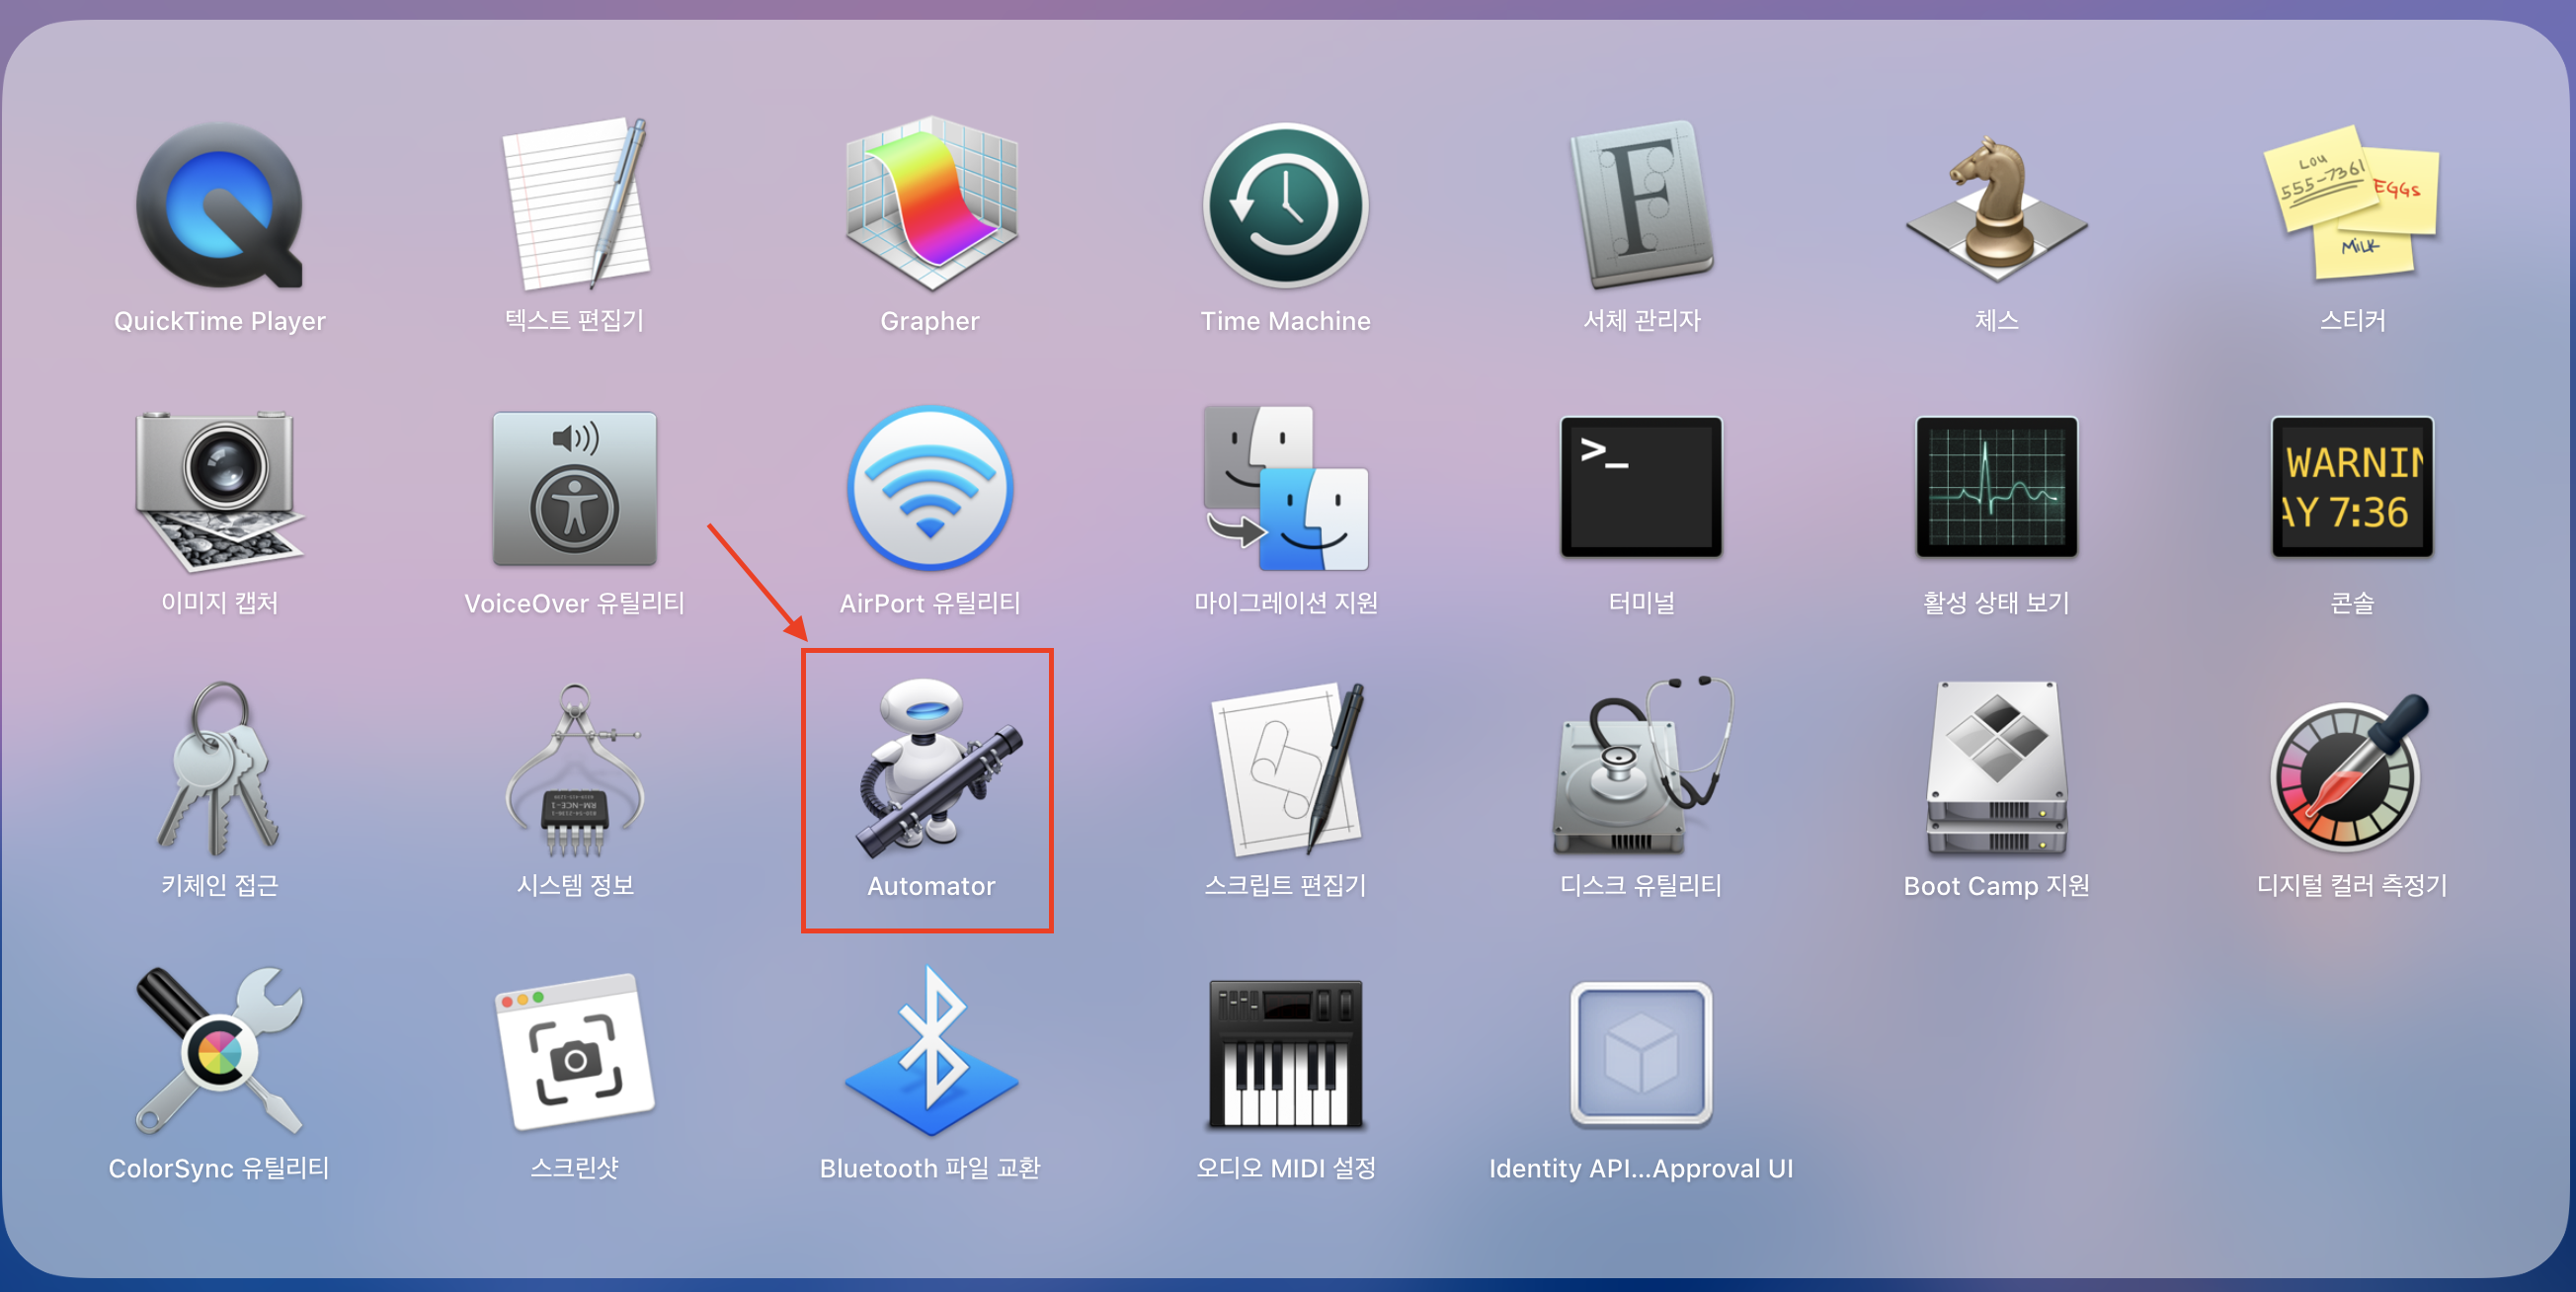 Lou
555-7361
EGGS
MiLK
QuickTime Player
텍스트 편집기
Grapher
Time Machine
서체 관리자
체스
스티커
>_
WARNIN
AY 7:36
이미지 캡처
VoiceOver 유틸리티
AirPort 유틸리티
마이그레이션 지원
터미널
활성 상태 보기
콘솔
RM-NCE-1
키체인 접근
시스템 정보
Automator
스크립트 편집기
디스크 유틸리티
Boot Camp 지원
디지털 컬러 측정기
ColorSync 유틸리티
스크린샷
Bluetooth 파일 교환
오디오 MIDI 설정
Identity API...Approval UI